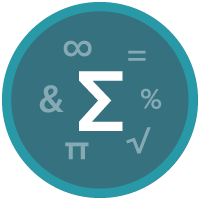 ∞ =
& Σ %
π √